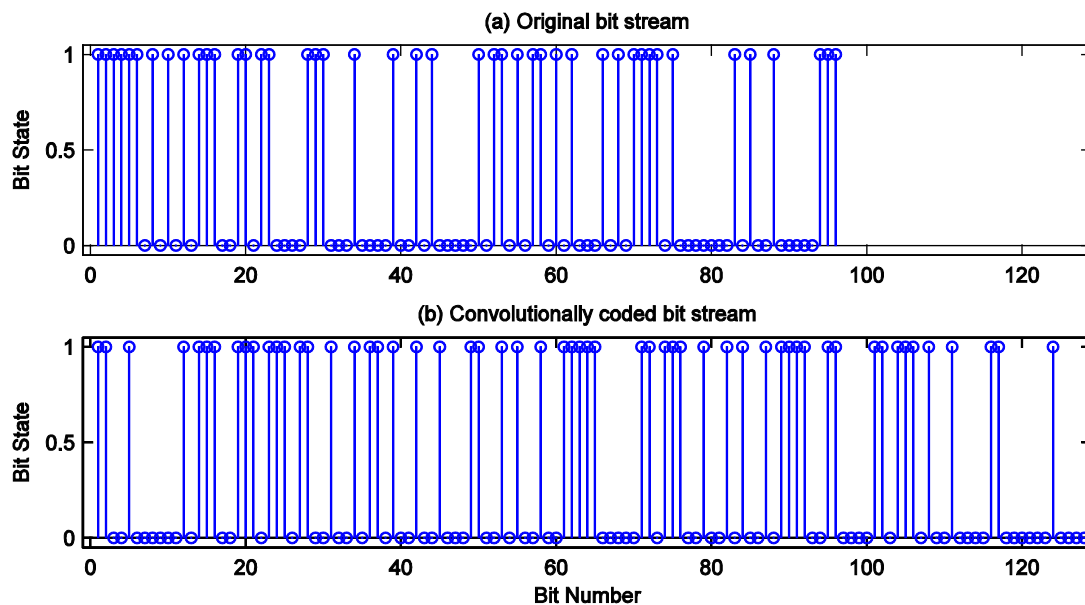 (a) Original bit stream
1
0.5
0
Bit State
0 20 40 60 80 100 120
(b) Convolutionally coded bit stream
1
0.5
0
Bit State
0 20 40 60 80 100 120
Bit Number